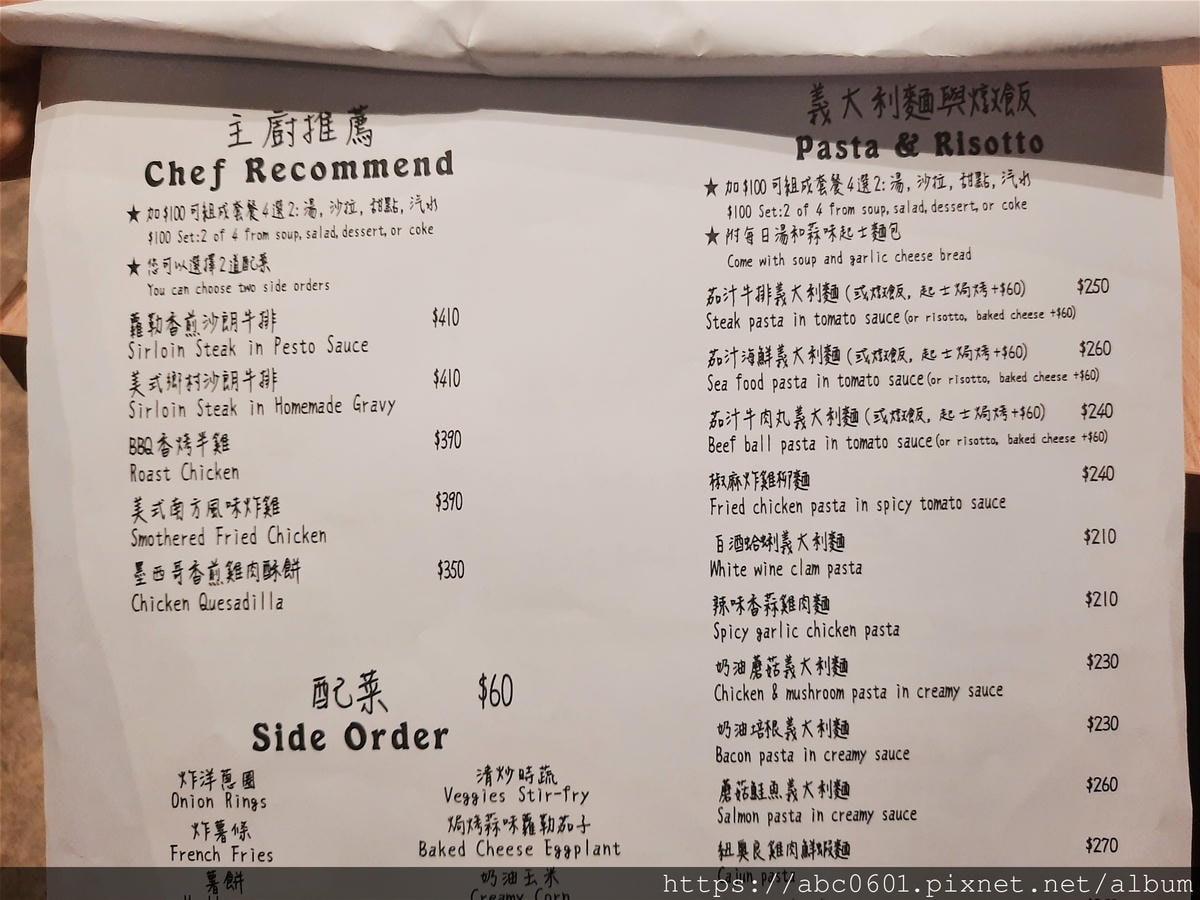 主廚推薦
Chef Recommend
★ 加$100可組成套餐4選2: 湯, 沙拉, 甜點, 汽水
$100 Set:2 of 4 from soup, salad, dessert, or coke
★ 您可以選擇2道配菜
You can choose two side orders
蘿勒香煎沙朗牛排 $410
Sirloin Steak in Pesto Sauce
美式鄉村沙朗牛排 $410
Sirloin Steak in Homemade Gravy
BBQ香烤半雞 $390
Roast Chicken
美式南方風味炸雞 $390
Smothered Fried Chicken
墨西哥香煎雞肉酥餅 $350
Chicken Quesadilla
配菜 $60
Side Order
炸洋蔥圈
Onion Rings
炸薯條
French Fries
薯餅
清炒時蔬
Veggies Stir-fry
焗烤蒜味蘿勒茄子
Baked Cheese Eggplant
奶油玉米
Creamy Corn
義大利麵與燉飯
Pasta & Risotto
★ 加$100可組成套餐4選2: 湯, 沙拉, 甜點, 汽水
$100 Set:2 of 4 from soup, salad, dessert, or coke
★ 附每日湯和蒜味起士麵包
Come with soup and garlic cheese bread
茄汁牛排義大利麵 (或燉飯, 起士焗烤+$60) $250
Steak pasta in tomato sauce (or risotto, baked cheese +$60)
茄汁海鮮義大利麵 (或燉飯, 起士焗烤+$60) $260
Sea food pasta in tomato sauce (or risotto, baked cheese +$60)
茄汁牛肉丸義大利麵 (或燉飯, 起士焗烤+$60) $240
Beef ball pasta in tomato sauce (or risotto, baked cheese +$60)
椒麻炸雞柳麵 $240
Fried chicken pasta in spicy tomato sauce
白酒蛤蜊義大利麵 $210
White wine clam pasta
辣味香蒜雞肉麵 $210
Spicy garlic chicken pasta
奶油蘑菇義大利麵 $230
Chicken & mushroom pasta in creamy sauce
奶油培根義大利麵 $230
Bacon pasta in creamy sauce
蘑菇鮭魚義大利麵 $260
Salmon pasta in creamy sauce
紐奧良雞肉鮮蝦麵 $270
Cajun pasta
https://abc0601.pixnet.net/album